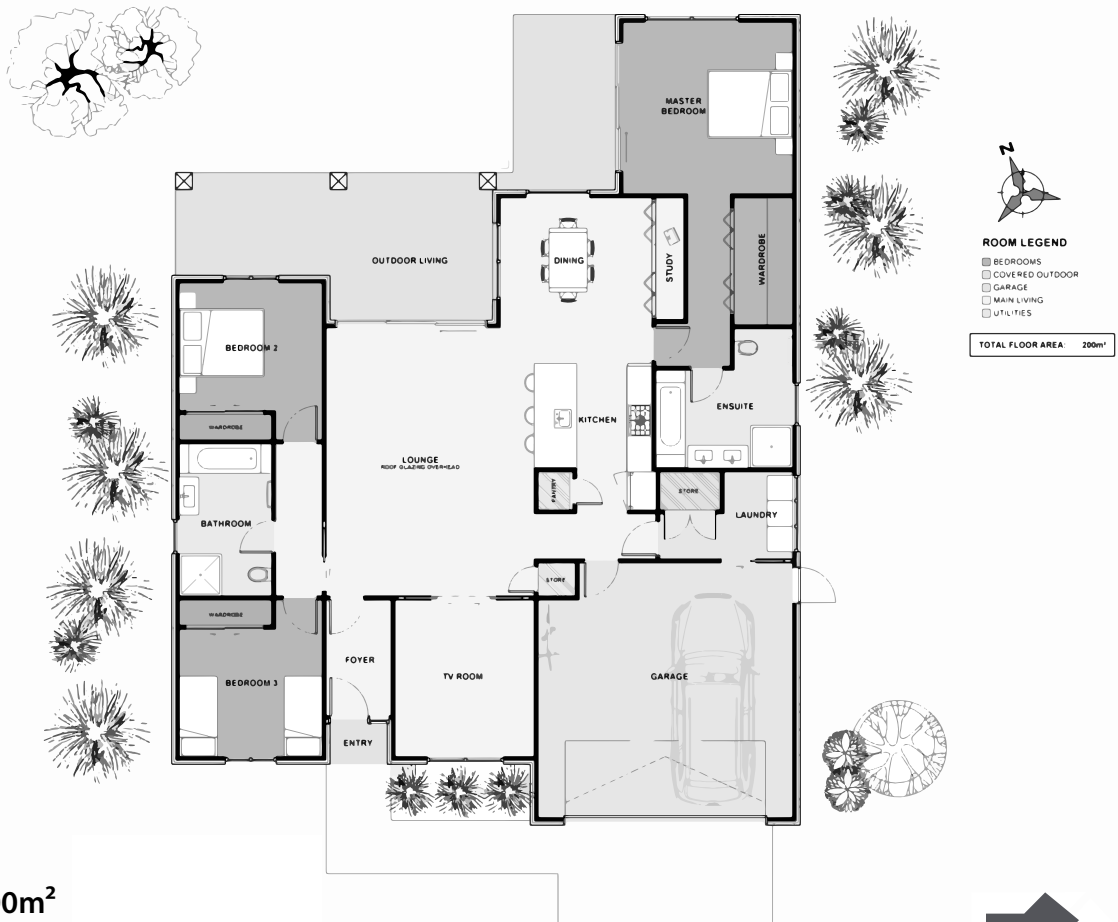 MASTER
BEDROOM
N
ROOM LEGEND
BEDROOMS
COVERED OUTDOOR
GARAGE
MAIN LIVING
UTILITIES
TOTAL FLOOR AREA: 200m²
OUTDOOR LIVING
DINING
STUDY
WARDROBE
BEDROOM 2
WARDROBE
ENSUITE
KITCHEN
LOUNGE
ROOF GLAZING OVERHEAD
PANTRY
STORE
LAUNDRY
BATHROOM
STORE
WARDROBE
FOYER
TV ROOM
GARAGE
BEDROOM 3
ENTRY
0m²